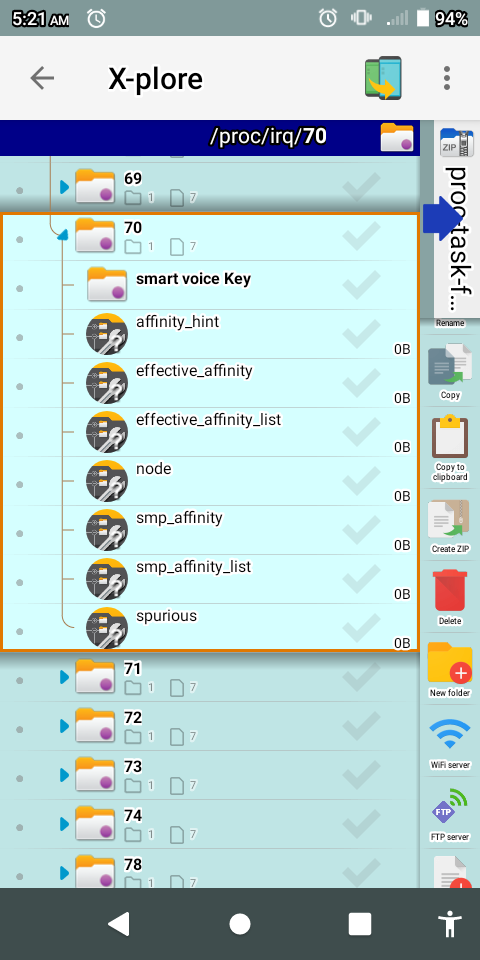 5:21 AM
94%
X-plore
/proc/irq/70
ZIP
proc-task-f...
69
1 7
70
1 7
smart voice Key
affinity_hint
0B
effective_affinity
0B
effective_affinity_list
0B
node
0B
smp_affinity
0B
smp_affinity_list
0B
spurious
0B
71
1 7
72
1 7
73
1 7
74
1 7
78
1 7
Rename
Copy
Copy to
clipboard
Create ZIP
Delete
New folder
WiFi server
FTP
FTP server